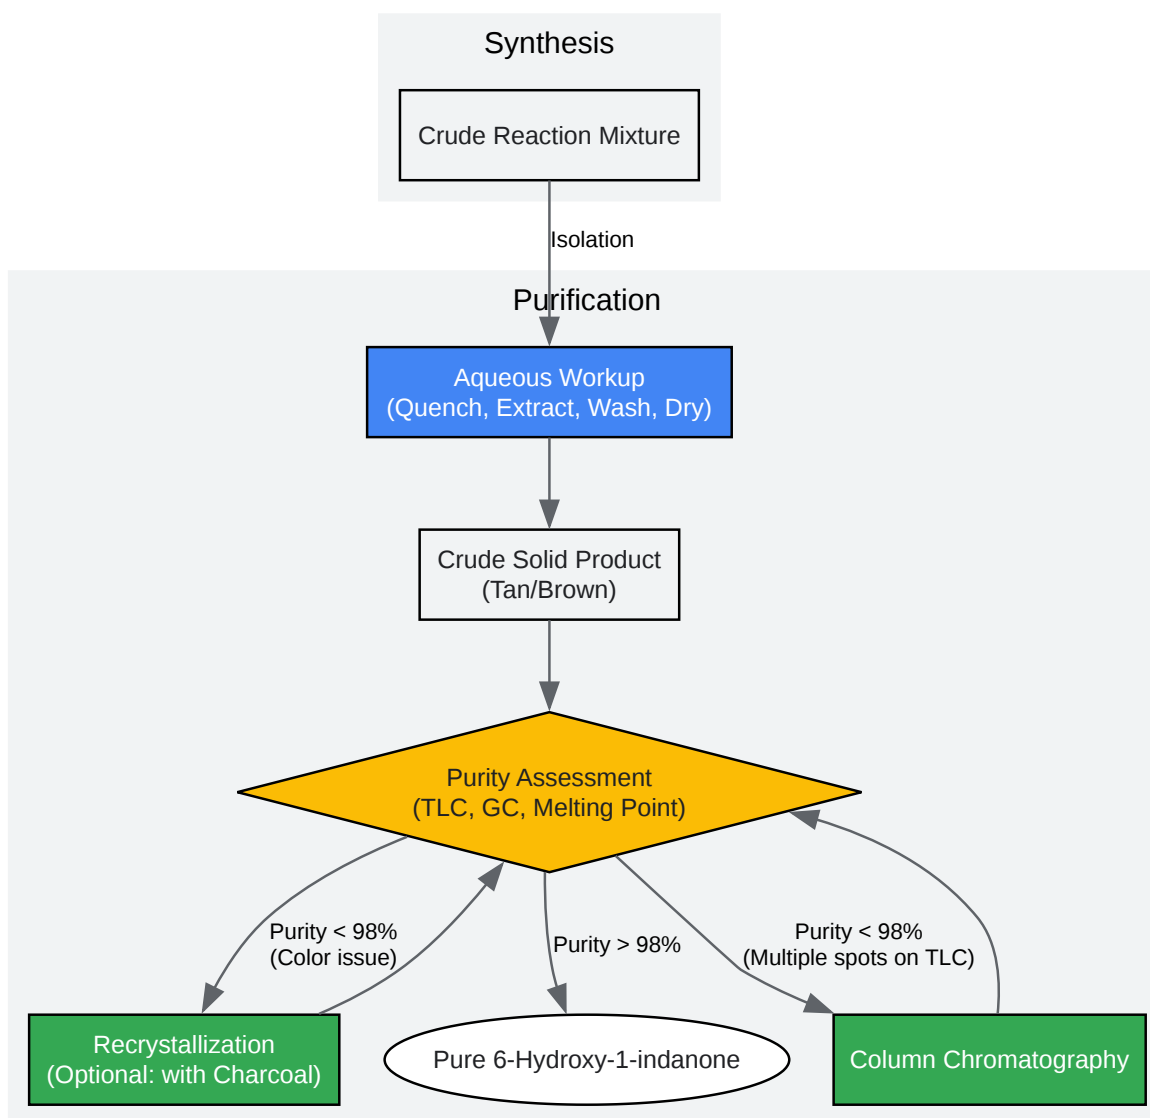 Synthesis
Crude Reaction Mixture
Isolation
Purification
Aqueous Workup
(Quench, Extract, Wash, Dry)
Crude Solid Product
(Tan/Brown)
Purity Assessment
(TLC, GC, Melting Point)
Purity < 98%
(Color issue)
Purity > 98%
Purity < 98%
(Multiple spots on TLC)
Recrystallization
(Optional: with Charcoal)
Pure 6-Hydroxy-1-indanone
Column Chromatography